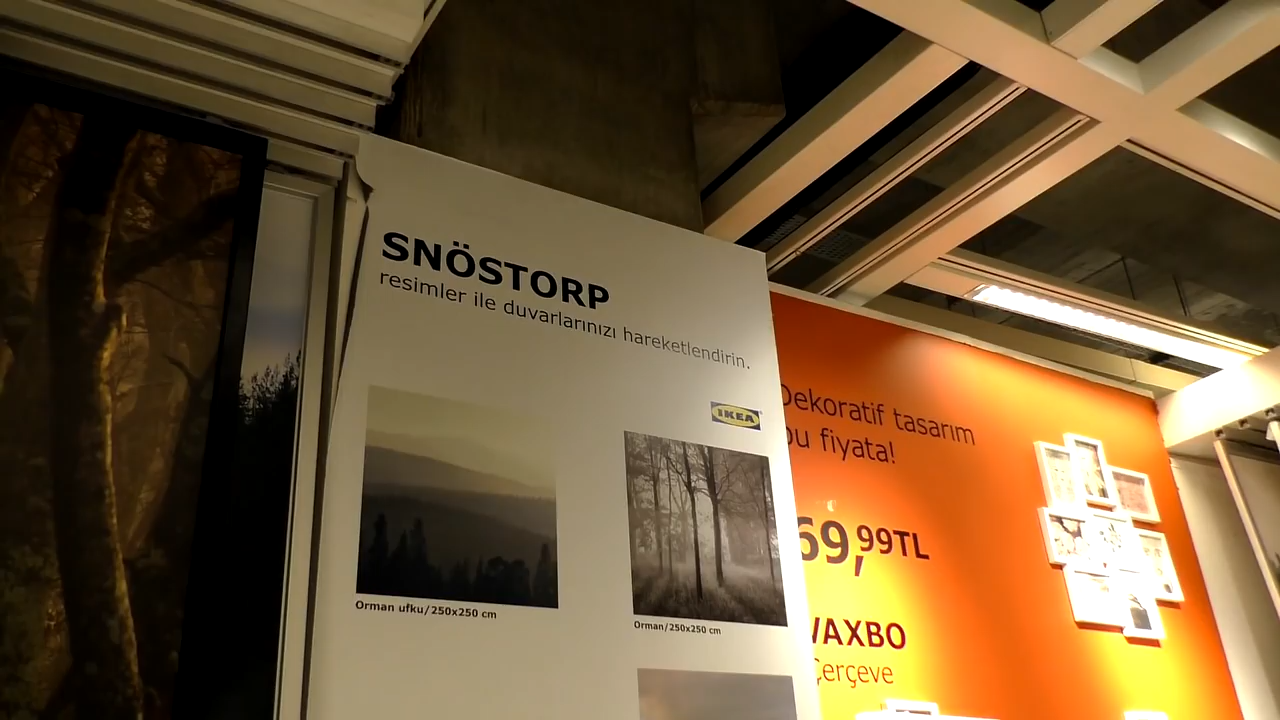 SNÖSTORP
resimler ile duvarlarınızı hareketlendirin.
IKEA
Orman ufku/250x250 cm
Orman/250x250 cm
Dekoratif tasarım
bu fiyata!
69,99TL
VAXBO
Çerçeve